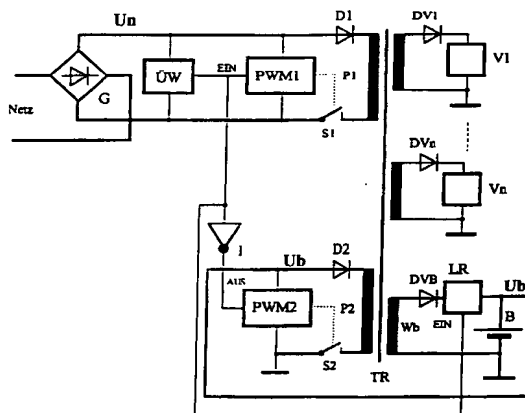 Un
D1
DV1
ÜW
EIN
PWM1
P1
V1
G
Netz
S1
DVn
Vn
I
Ub
D2
DVB
LR
Ub
AUS
PWM2
P2
Wb
EIN
B
S2
TR